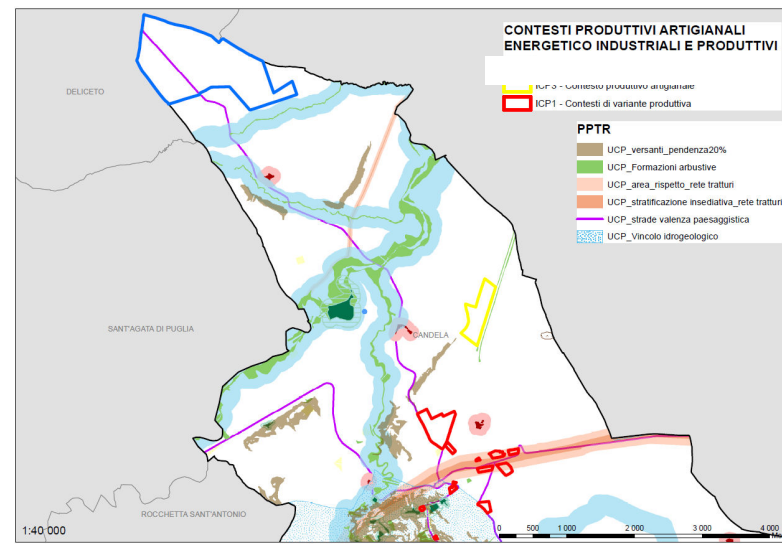 CONTESTI PRODUTTIVI ARTIGIANALI
ENERGETICO INDUSTRIALI E PRODUTTIVI
ICP3 - Contesto produttivo artigianale
ICP1 - Contesti di variante produttiva
PPTR
UCP_versanti_pendenza20%
UCP_Formazioni arbustive
UCP_area_rispetto_rete tratturi
UCP_stratificazione insediativa_rete tratturi
UCP_strade valenza paesaggistica
UCP_Vincolo idrogeologico
DELICETO
SANT'AGATA DI PUGLIA
CANDELA
ROCCHETTA SANT'ANTONIO
1:40 000
0 500 1 000 2 000 3 000 4 000